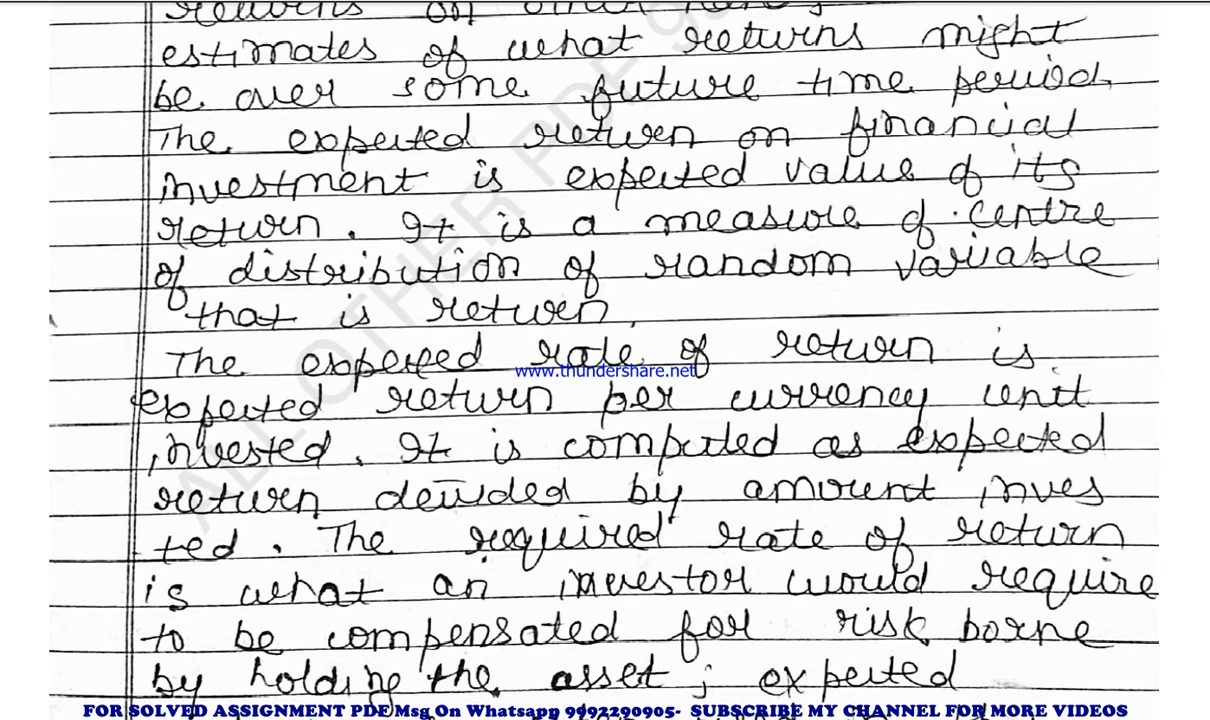 returns on other hand,
estimates of what returns might
be over some future time period.
The expected return on financial
investment is expected value of its
return. It is a measure of centre
of distribution of random variable
that is return.
The expected rate of return is
www.thundershare.net
expected return per currency unit
invested. It is computed as expected
return devided by amount inves
ted. The required rate of return
is what an investor would require
to be compensated for risk borne
by holding the asset; expected
FOR SOLVED ASSIGNMENT PDF Msg On Whatsapp 9992290905- SUBSCRIBE MY CHANNEL FOR MORE VIDEOS